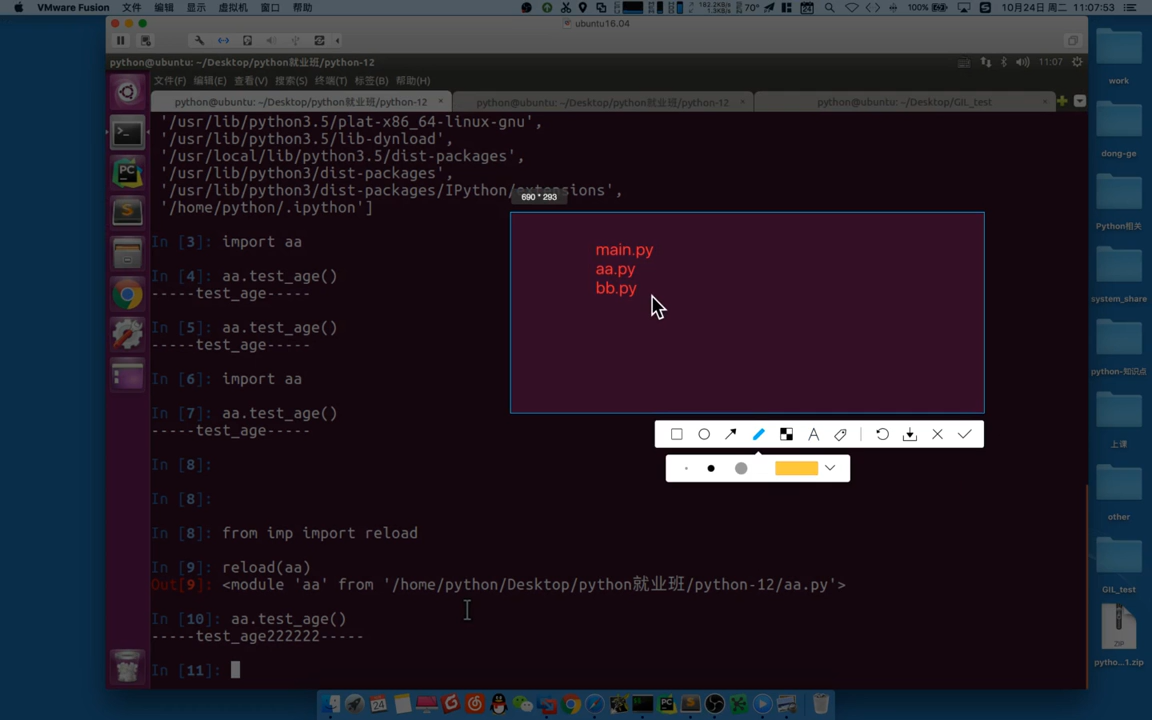 VMware Fusion 文件 编辑 显示 虚拟机 窗口 帮助 182.2KB/s 1.3KB/s 70° 24 100% 10月24日 周二 11:07:53
ubuntu16.04
python@ubuntu: ~/Desktop/python就业班/python-12 11:07
文件(F) 编辑(E) 查看(V) 搜索(S) 终端(T) 标签(B) 帮助(H)
python@ubuntu: ~/Desktop/python就业班/python-12 × python@ubuntu: ~/Desktop/python就业班/python-12 × python@ubuntu: ~/Desktop/GIL_test ×
'/usr/lib/python3.5/plat-x86_64-linux-gnu',
'/usr/lib/python3.5/lib-dynload',
'/usr/local/lib/python3.5/dist-packages',
'/usr/lib/python3/dist-packages',
'/usr/lib/python3/dist-packages/IPython/extensions',
'/home/python/.ipython']
In [3]: import aa
In [4]: aa.test_age()
-----test_age-----
In [5]: aa.test_age()
-----test_age-----
In [6]: import aa
In [7]: aa.test_age()
-----test_age-----
In [8]:
In [8]:
In [8]: from imp import reload
In [9]: reload(aa)
Out[9]: <module 'aa' from '/home/python/Desktop/python就业班/python-12/aa.py'>
In [10]: aa.test_age()
-----test_age222222-----
In [11]:
690 * 293
main.py
aa.py
bb.py
A
work
dong-ge
Python相关
system_share
python-知识点
上课
other
GIL_test
ZIP
pytho...1.zip
24